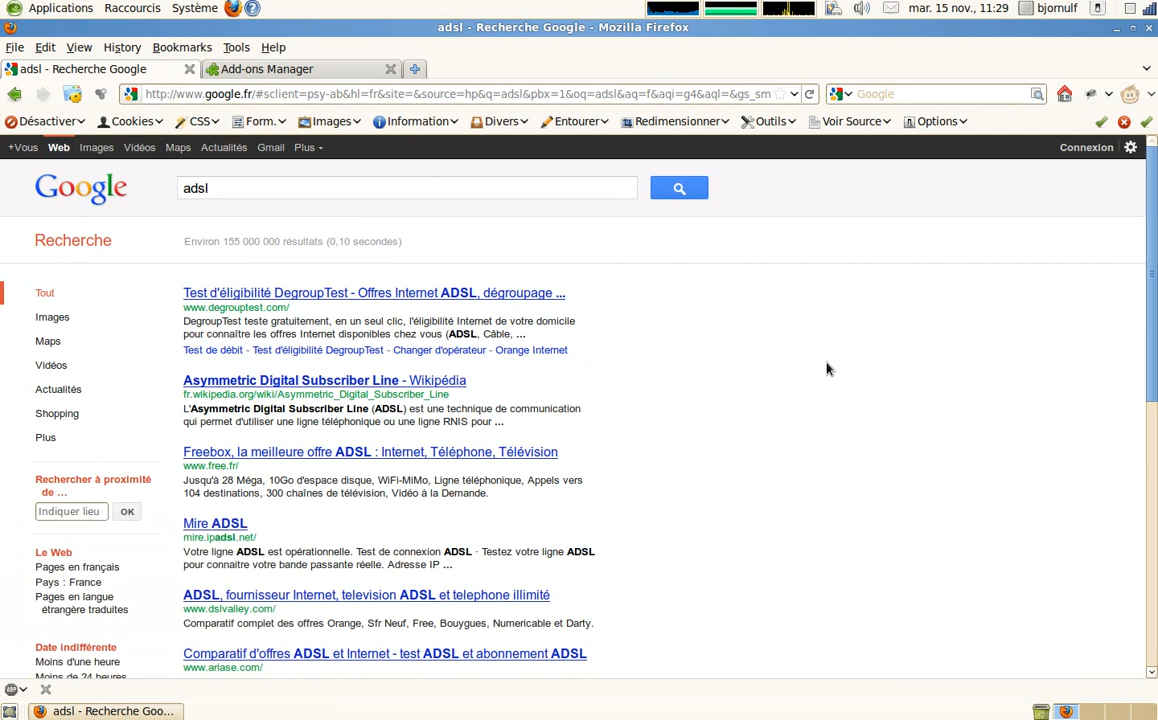 Applications Raccourcis Système mar. 15 nov., 11:29 bjornulf
adsl - Recherche Google - Mozilla Firefox
File Edit View History Bookmarks Tools Help
adsl - Recherche Google Add-ons Manager
http://www.google.fr/#sclient=psy-ab&hl=fr&site=&source=hp&q=adsl&pbx=1&oq=adsl&aq=f&aqi=g4&aql=&gs_sm Google
Désactiver Cookies CSS Form. Images Information Divers Entourer Redimensionner Outils Voir Source Options
+Vous Web Images Vidéos Maps Actualités Gmail Plus Connexion
Google adsl
Recherche Environ 155 000 000 résultats (0,10 secondes)
Tout
Images
Maps
Vidéos
Actualités
Shopping
Plus
Rechercher à proximité
de ...
Indiquer lieu OK
Le Web
Pages en français
Pays : France
Pages en langue
étrangère traduites
Date indifférente
Moins d'une heure
Moins de 24 heures
Test d'éligibilité DegroupTest - Offres Internet ADSL, dégroupage ...
www.degrouptest.com/
DegroupTest teste gratuitement, en un seul clic, l'éligibilité Internet de votre domicile
pour connaître les offres Internet disponibles chez vous (ADSL, Câble, ...
Test de débit - Test d'éligibilité DegroupTest - Changer d'opérateur - Orange Internet
Asymmetric Digital Subscriber Line - Wikipédia
fr.wikipedia.org/wiki/Asymmetric_Digital_Subscriber_Line
L'Asymmetric Digital Subscriber Line (ADSL) est une technique de communication
qui permet d'utiliser une ligne téléphonique ou une ligne RNIS pour ...
Freebox, la meilleure offre ADSL : Internet, Téléphone, Télévision
www.free.fr/
Jusqu'à 28 Méga, 10Go d'espace disque, WiFi-MiMo, Ligne téléphonique, Appels vers
104 destinations, 300 chaînes de télévision, Vidéo à la Demande.
Mire ADSL
mire.ipadsl.net/
Votre ligne ADSL est opérationnelle. Test de connexion ADSL · Testez votre ligne ADSL
pour connaitre votre bande passante réelle. Adresse IP ...
ADSL, fournisseur Internet, television ADSL et telephone illimité
www.dslvalley.com/
Comparatif complet des offres Orange, Sfr Neuf, Free, Bouygues, Numericable et Darty.
Comparatif d'offres ADSL et Internet - test ADSL et abonnement ADSL
www.ariase.com/
ABP
adsl - Recherche Goo...